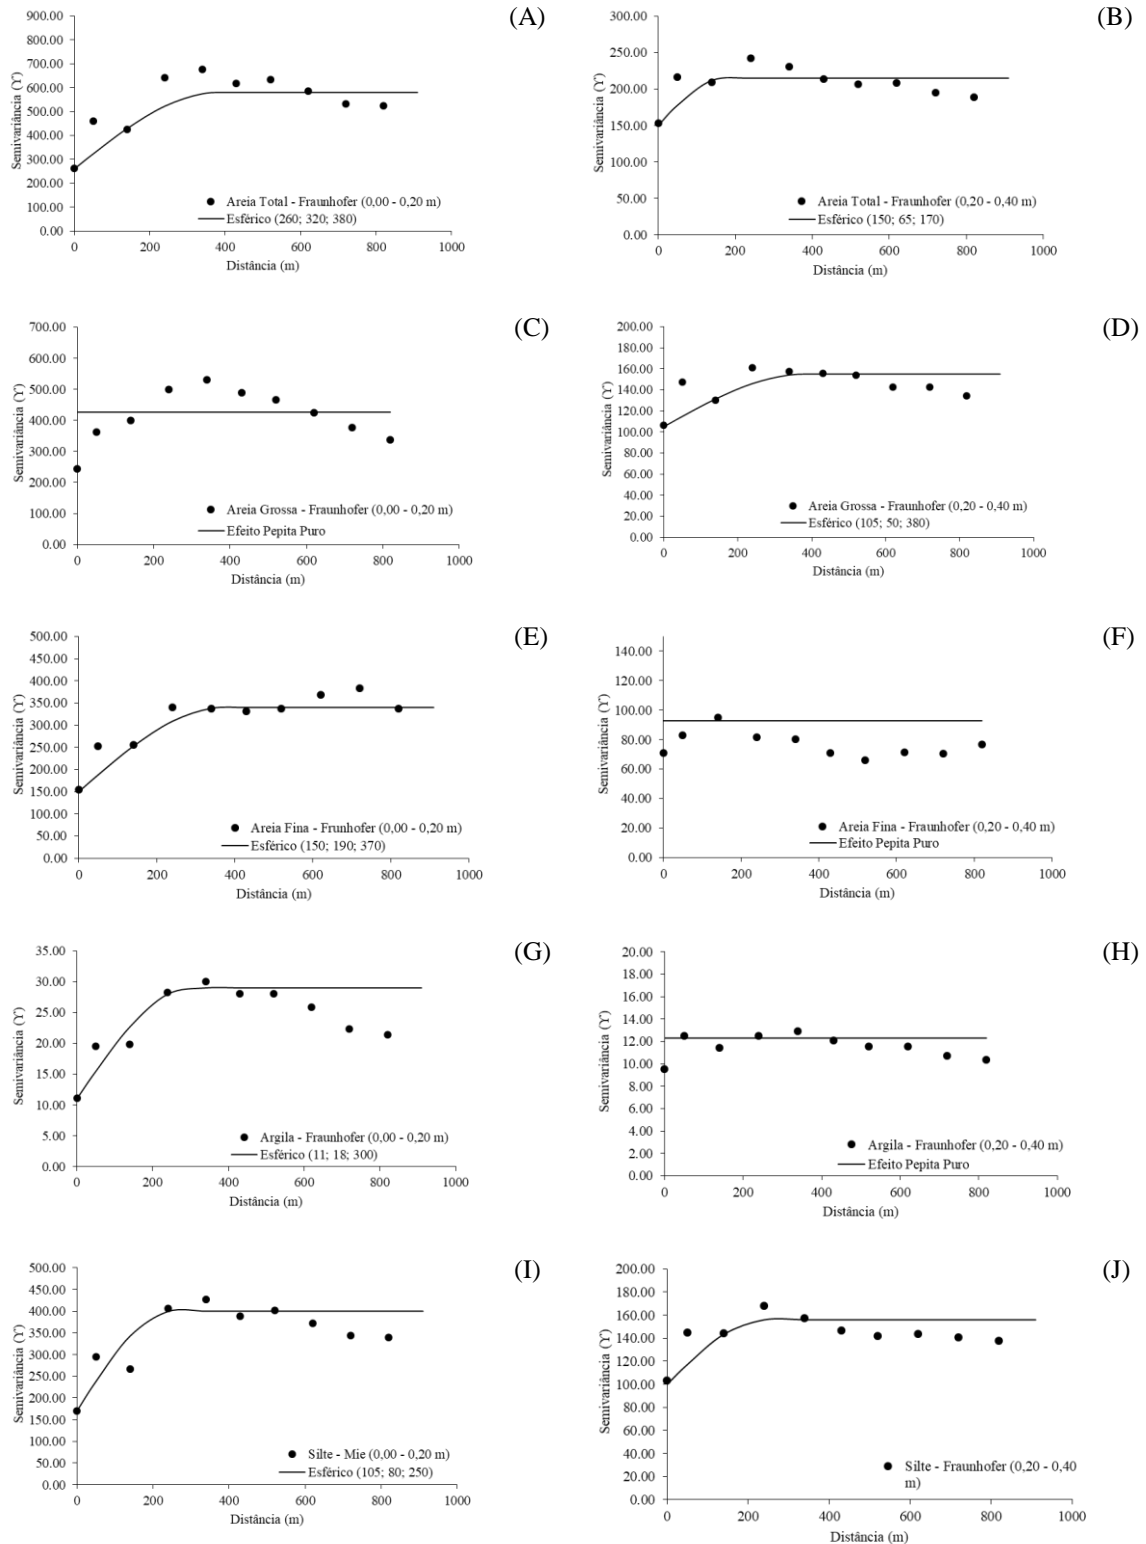 (A)
900.00
800.00
700.00
600.00
500.00
400.00
300.00
200.00
100.00
0.00
Semivariância (ϒ)
0 200 400 600 800 1000
Distância (m)
Areia Total - Fraunhofer (0,00 - 0,20 m)
Esférico (260; 320; 380)
(B)
300.00
250.00
200.00
150.00
100.00
50.00
0.00
Semivariância (ϒ)
0 200 400 600 800 1000
Distância (m)
Areia Total - Fraunhofer (0,20 - 0,40 m)
Esférico (150; 65; 170)
(C)
700.00
600.00
500.00
400.00
300.00
200.00
100.00
0.00
Semivariância (ϒ)
0 200 400 600 800 1000
Distância (m)
Areia Grossa - Fraunhofer (0,00 - 0,20 m)
Efeito Pepita Puro
(D)
200.00
180.00
160.00
140.00
120.00
100.00
80.00
60.00
40.00
20.00
0.00
Semivariância (ϒ)
0 200 400 600 800 1000
Distância (m)
Areia Grossa - Fraunhofer (0,20 - 0,40 m)
Esférico (105; 50; 380)
(E)
500.00
450.00
400.00
350.00
300.00
250.00
200.00
150.00
100.00
50.00
0.00
Semivariância (ϒ)
0 200 400 600 800 1000
Distância (m)
Areia Fina - Frunhofer (0,00 - 0,20 m)
Esférico (150; 190; 370)
(F)
140.00
120.00
100.00
80.00
60.00
40.00
20.00
0.00
Semivariância (ϒ)
0 200 400 600 800 1000
Distância (m)
Areia Fina - Fraunhofer (0,20 - 0,40 m)
Efeito Pepita Puro
(G)
35.00
30.00
25.00
20.00
15.00
10.00
5.00
0.00
Semivariância (ϒ)
0 200 400 600 800 1000
Distância (m)
Argila - Fraunhofer (0,00 - 0,20 m)
Esférico (11; 18; 300)
(H)
20.00
18.00
16.00
14.00
12.00
10.00
8.00
6.00
4.00
2.00
0.00
Semivariância (ϒ)
0 200 400 600 800 1000
Distância (m)
Argila - Fraunhofer (0,20 - 0,40 m)
Efeito Pepita Puro
(I)
500.00
450.00
400.00
350.00
300.00
250.00
200.00
150.00
100.00
50.00
0.00
Semivariância (ϒ)
0 200 400 600 800 1000
Distância (m)
Silte - Mie (0,00 - 0,20 m)
Esférico (105; 80; 250)
(J)
200.00
180.00
160.00
140.00
120.00
100.00
80.00
60.00
40.00
20.00
0.00
Semivariância (ϒ)
0 200 400 600 800 1000
Distância (m)
Silte - Fraunhofer (0,20 - 0,40
m)